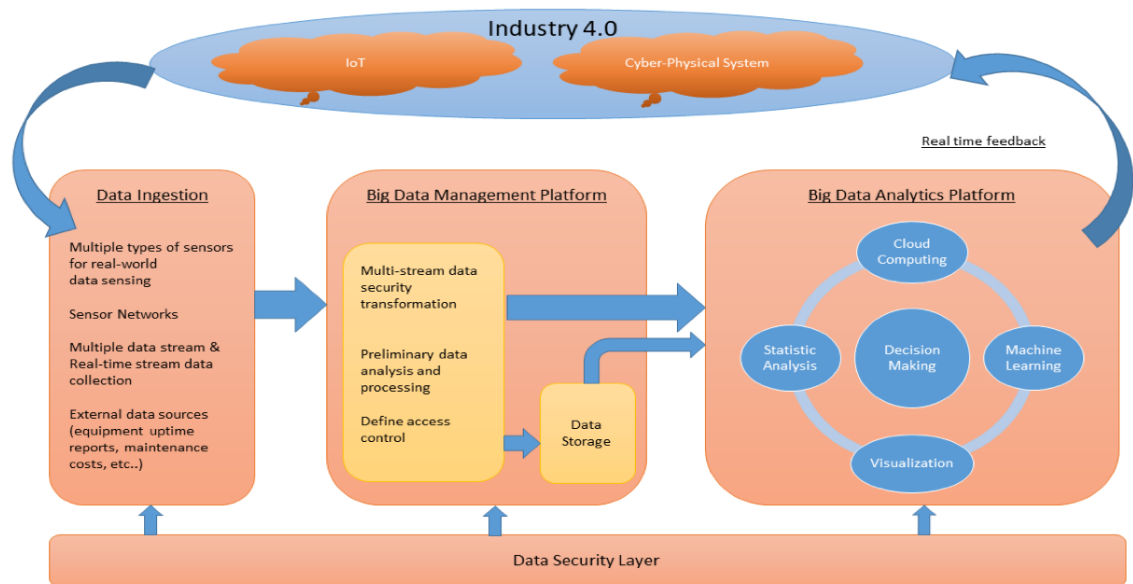 Industry 4.0
IoT
Cyber-Physical System
Real time feedback
Data Ingestion
Multiple types of sensors
for real-world
data sensing
Sensor Networks
Multiple data stream &
Real-time stream data
collection
External data sources
(equipment uptime
reports, maintenance
costs, etc..)
Big Data Management Platform
Multi-stream data
security
transformation
Preliminary data
analysis and
processing
Define access
control
Data
Storage
Big Data Analytics Platform
Cloud
Computing
Statistic
Analysis
Decision
Making
Machine
Learning
Visualization
Data Security Layer